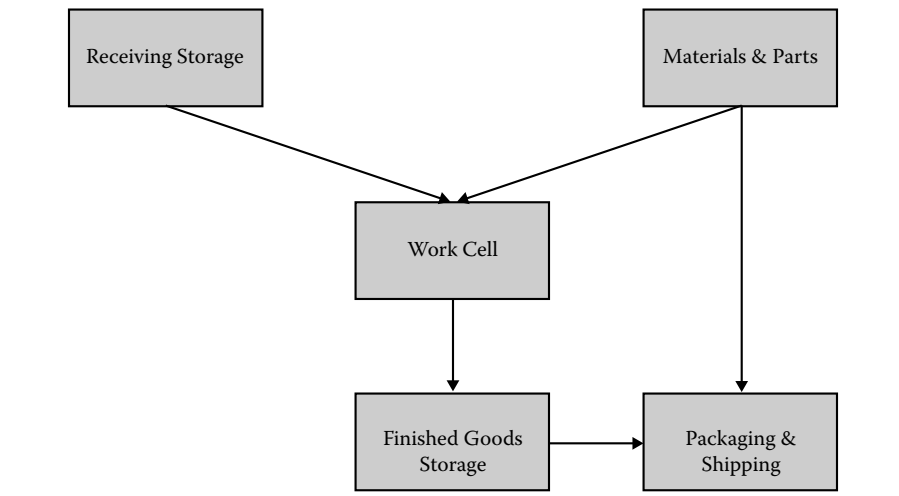 Receiving Storage
Materials & Parts
Work Cell
Finished Goods
Storage
Packaging &
Shipping